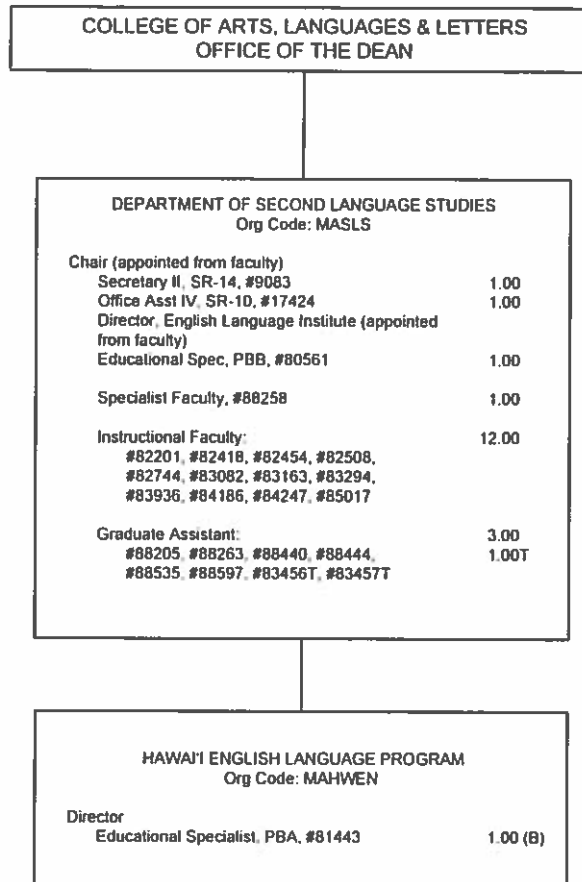 COLLEGE OF ARTS, LANGUAGES & LETTERS
OFFICE OF THE DEAN
DEPARTMENT OF SECOND LANGUAGE STUDIES
Org Code: MASLS
Chair (appointed from faculty)
Secretary II, SR-14, #9083 1.00
Office Asst IV, SR-10, #17424 1.00
Director, English Language Institute (appointed
from faculty)
Educational Spec, PBB, #80561 1.00
Specialist Faculty, #88258 1.00
Instructional Faculty: 12.00
#82201, #82418, #82454, #82508,
#82744, #83082, #83163, #83294,
#83936, #84186, #84247, #85017
Graduate Assistant: 3.00
#88205, #88263, #88440, #88444, 1.00T
#88535, #88597, #83456T, #83457T
HAWAI'I ENGLISH LANGUAGE PROGRAM
Org Code: MAHWEN
Director
Educational Specialist, PBA, #81443 1.00 (B)